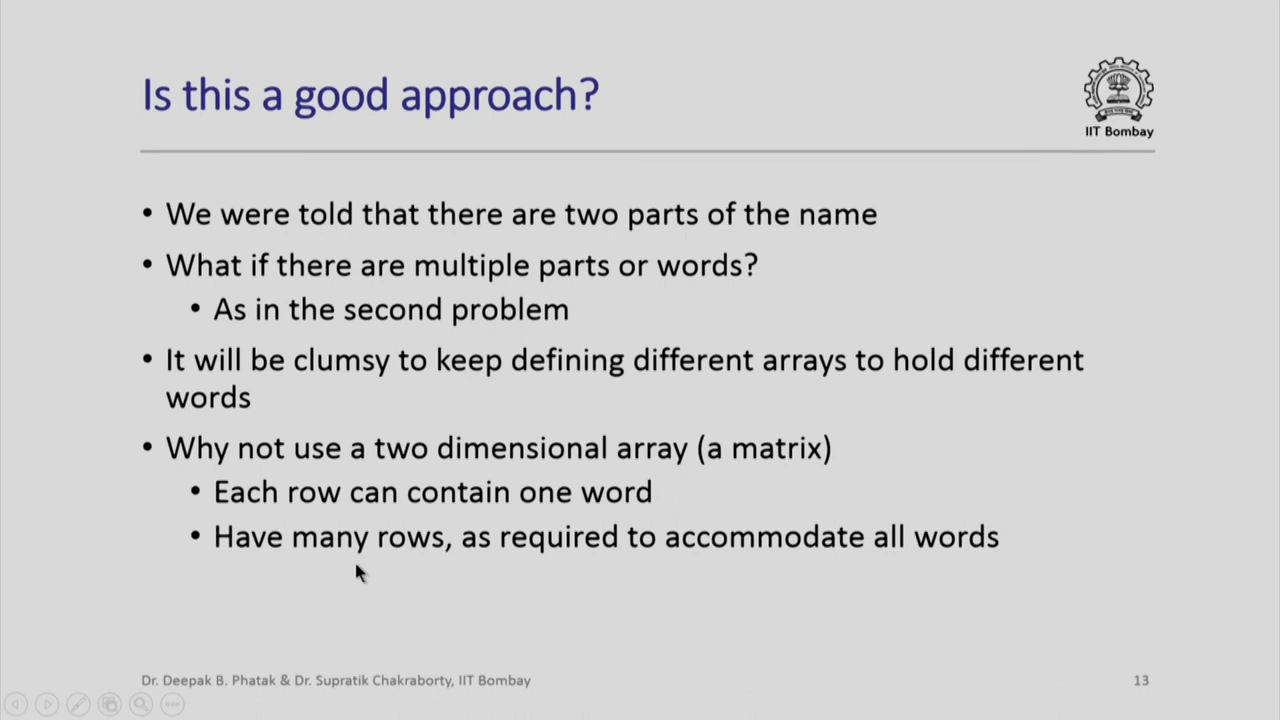 Is this a good approach?
IIT Bombay
• We were told that there are two parts of the name
• What if there are multiple parts or words?
• As in the second problem
• It will be clumsy to keep defining different arrays to hold different
words
• Why not use a two dimensional array (a matrix)
• Each row can contain one word
• Have many rows, as required to accommodate all words
Dr. Deepak B. Phatak & Dr. Supratik Chakraborty, IIT Bombay
13